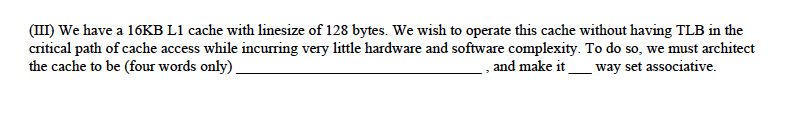 (III) We have a 16KB L1 cache with linesize of 128 bytes. We wish to operate this cache without having TLB in the
critical path of cache access while incurring very little hardware and software complexity. To do so, we must architect
the cache to be (four words only) ______________________________________, and make it ___ way set associative.